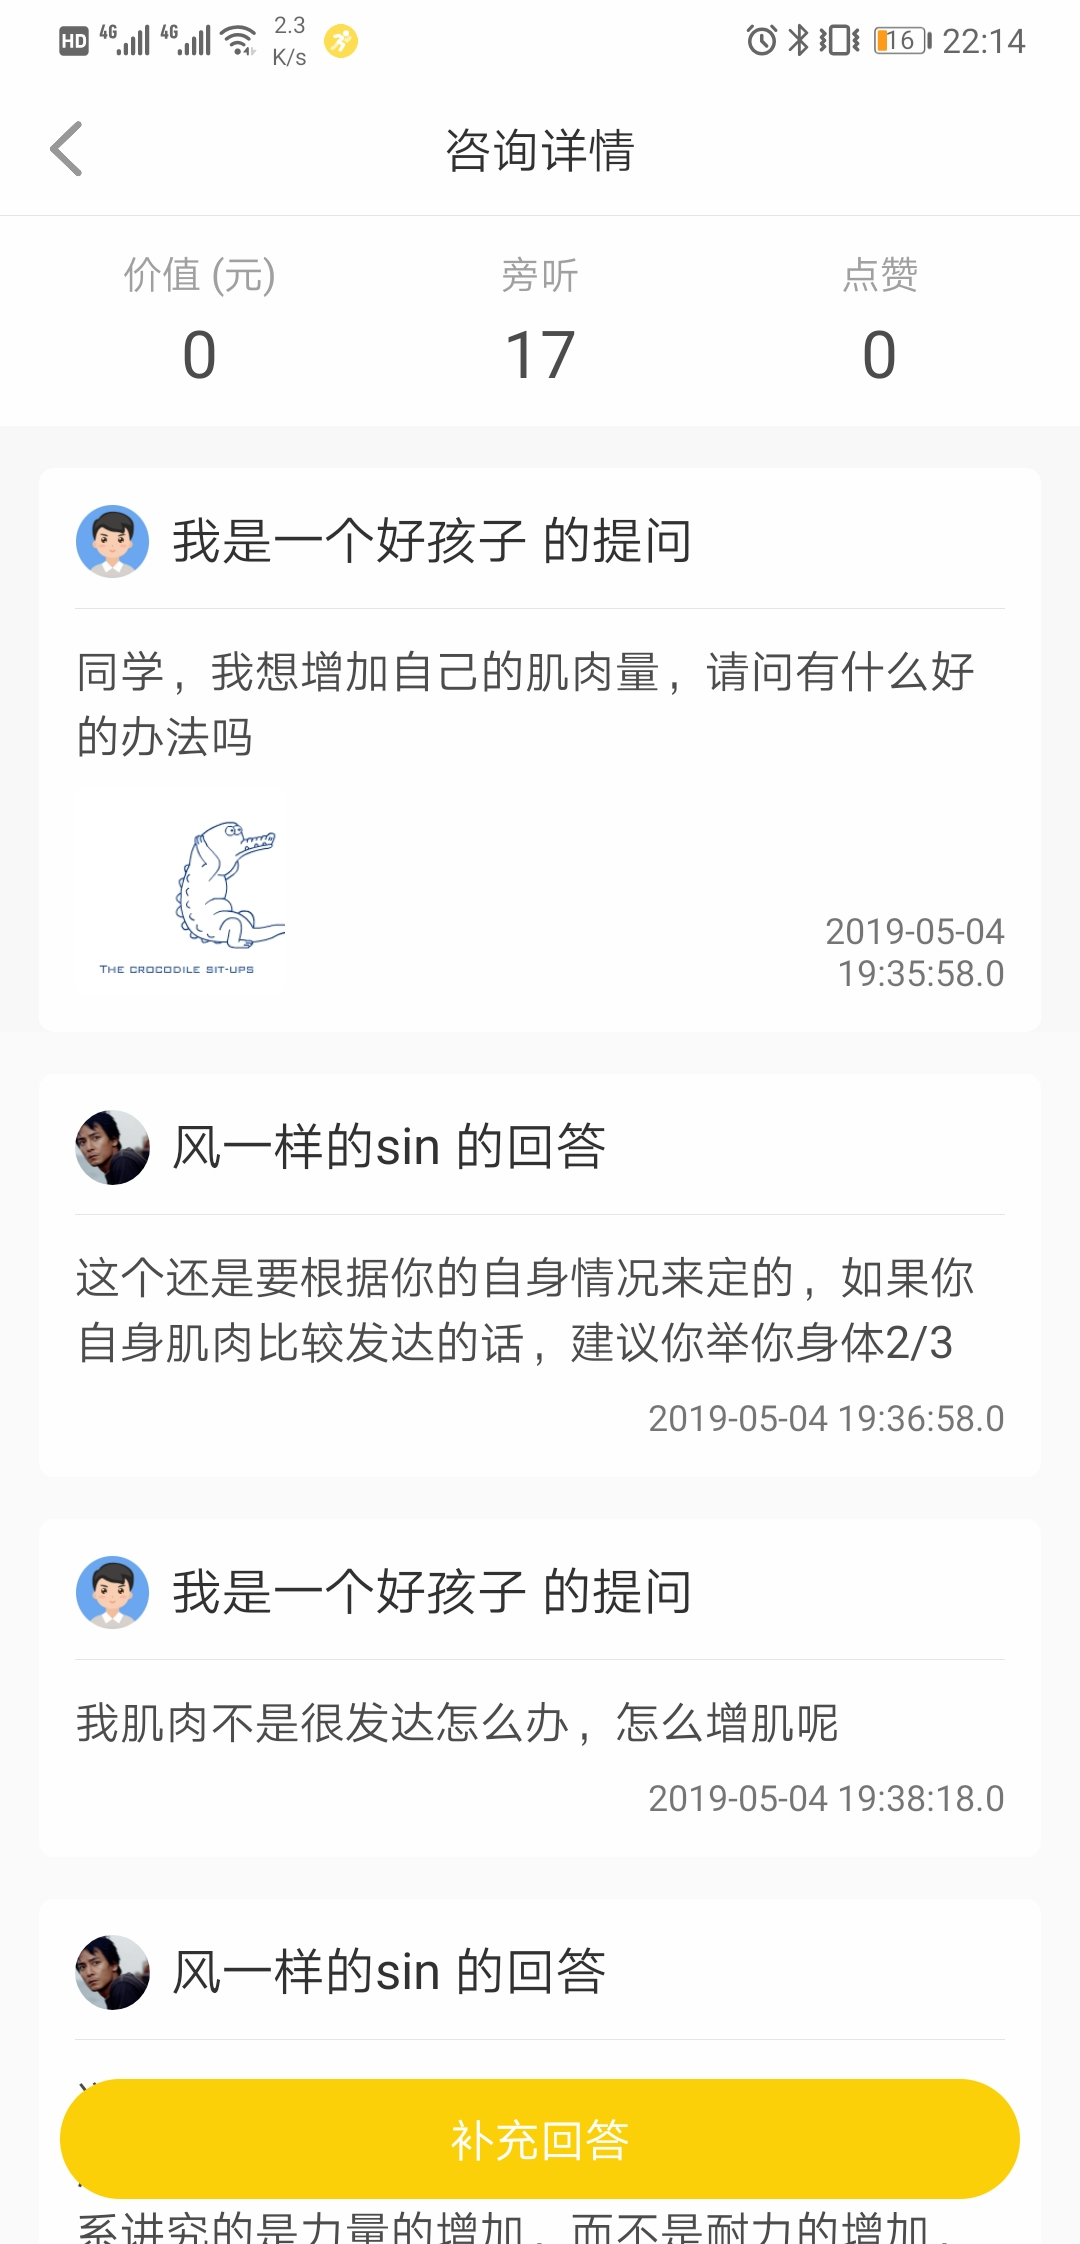 HD 4G 4G 2.3 K/s 16 22:14
咨询详情
价值 (元) 旁听 点赞
0 17 0
我是一个好孩子 的提问
同学，我想增加自己的肌肉量，请问有什么好
的办法吗
THE CROCODILE SIT-UPS
2019-05-04
19:35:58.0
风一样的sin 的回答
这个还是要根据你的自身情况来定的，如果你
自身肌肉比较发达的话，建议你举你身体2/3
2019-05-04 19:36:58.0
我是一个好孩子 的提问
我肌肉不是很发达怎么办，怎么增肌呢
2019-05-04 19:38:18.0
风一样的sin 的回答
补充回答
系讲究的是力量的增加，而不是耐力的增加，